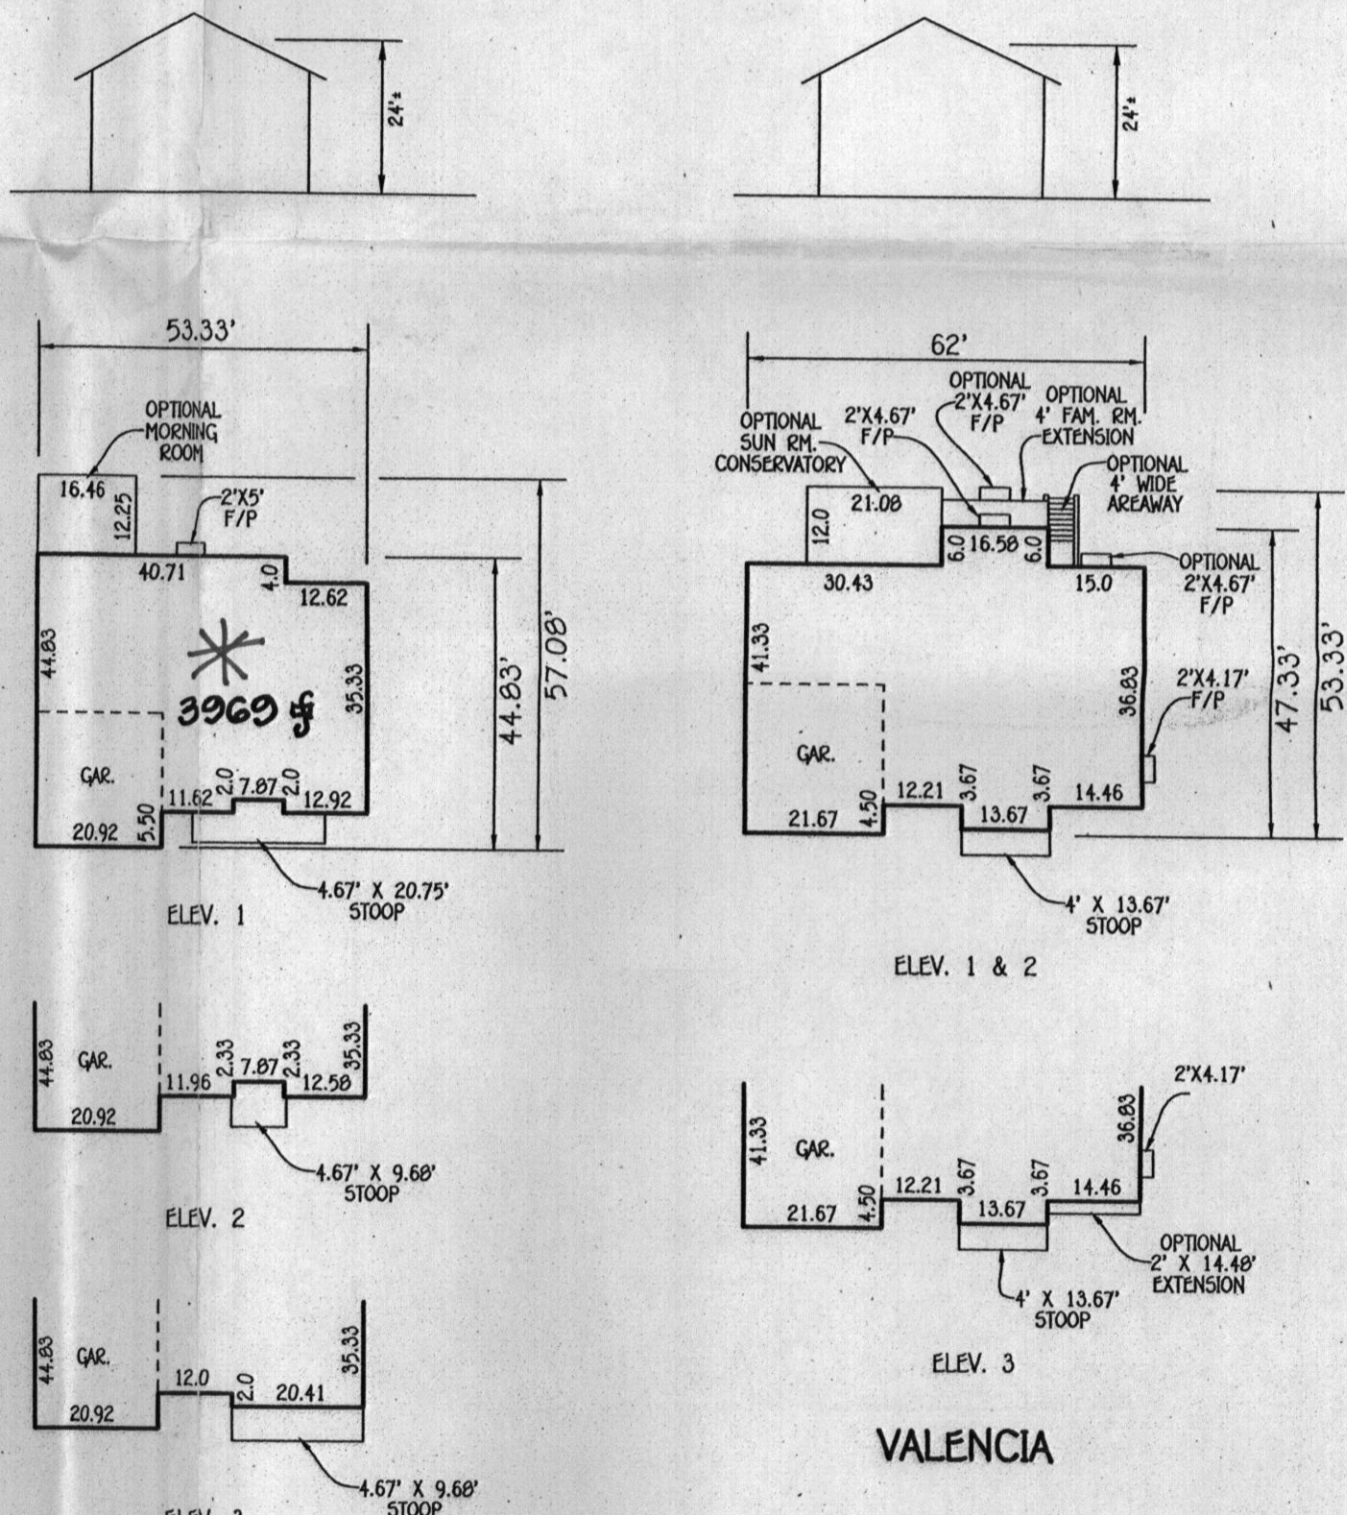 24'±
24'±
53.33'
OPTIONAL
MORNING
ROOM
16.46
12.25
2'X5'
F/P
40.71
4.0
12.62
44.83
3969 sf
35.33
44.83'
57.08'
GAR.
11.62
2.0
7.87
2.0
12.92
20.92
5.50
4.67' X 20.75'
STOOP
ELEV. 1
44.83
GAR.
11.96
2.33
7.87
2.33
12.58
35.33
20.92
4.67' X 9.68'
STOOP
ELEV. 2
44.83
GAR.
12.0
2.0
20.41
35.33
20.92
4.67' X 9.68'
STOOP
62'
OPTIONAL
SUN RM.
CONSERVATORY
2'X4.67'
F/P
OPTIONAL
2'X4.67'
F/P
OPTIONAL
4' FAM. RM.
EXTENSION
OPTIONAL
4' WIDE
AREAWAY
21.08
12.0
6.0
16.58
6.0
30.43
15.0
OPTIONAL
2'X4.67'
F/P
41.33
36.83
2'X4.17'
F/P
47.33'
53.33'
GAR.
21.67
4.50
12.21
3.67
13.67
3.67
14.46
4' X 13.67'
STOOP
ELEV. 1 & 2
41.33
GAR.
21.67
4.50
12.21
3.67
13.67
3.67
14.46
36.83
2'X4.17'
OPTIONAL
2' X 14.48'
EXTENSION
4' X 13.67'
STOOP
ELEV. 3
VALENCIA